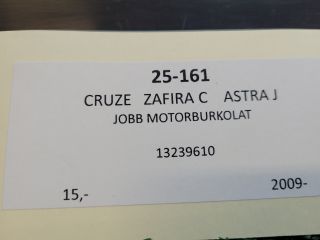 25-161
CRUZE ZAFIRA C ASTRA J
JOBB MOTORBURKOLAT
13239610
15,- 2009-